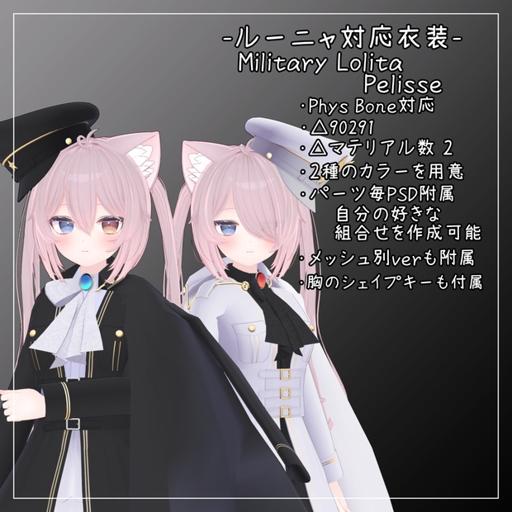 -ルーニャ対応衣装-
Military Lolita
Pelisse
・Phys Bone対応
・△90291
・△マテリアル数 2
・2種のカラーを用意
・パーツ毎PSD附属
自分の好きな
組合せを作成可能
・メッシュ別verも附属
・胸のシェイプキーも付属